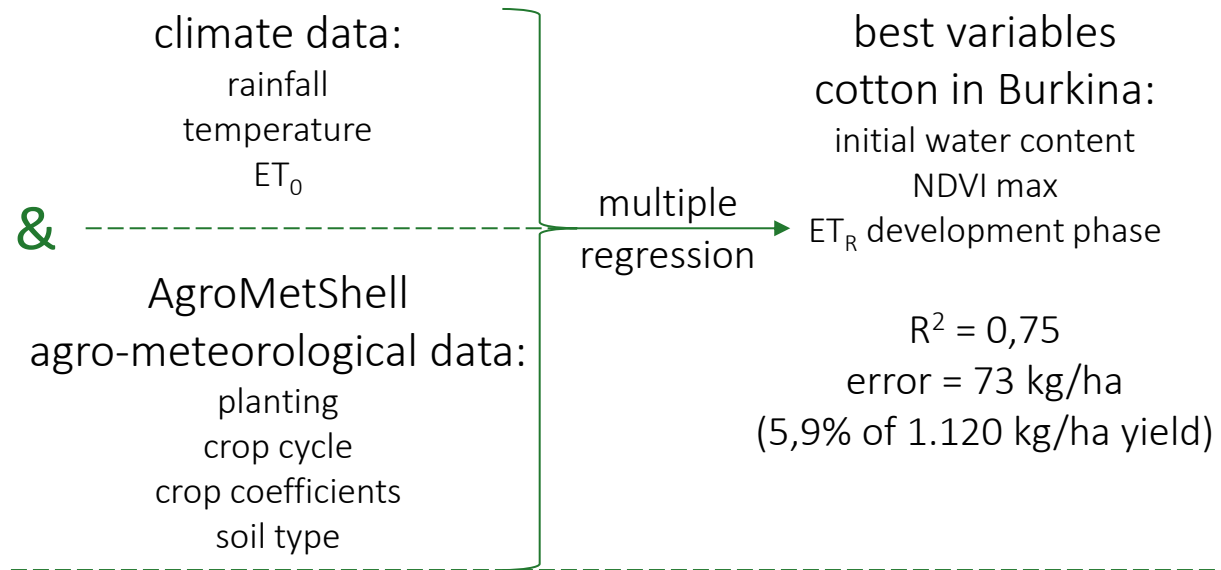 climate data:
rainfall
temperature
ET₀
&
AgroMetShell
agro-meteorological data:
planting
crop cycle
crop coefficients
soil type
multiple
regression
best variables
cotton in Burkina:
initial water content
NDVI max
ET_R development phase
R² = 0,75
error = 73 kg/ha
(5,9% of 1.120 kg/ha yield)